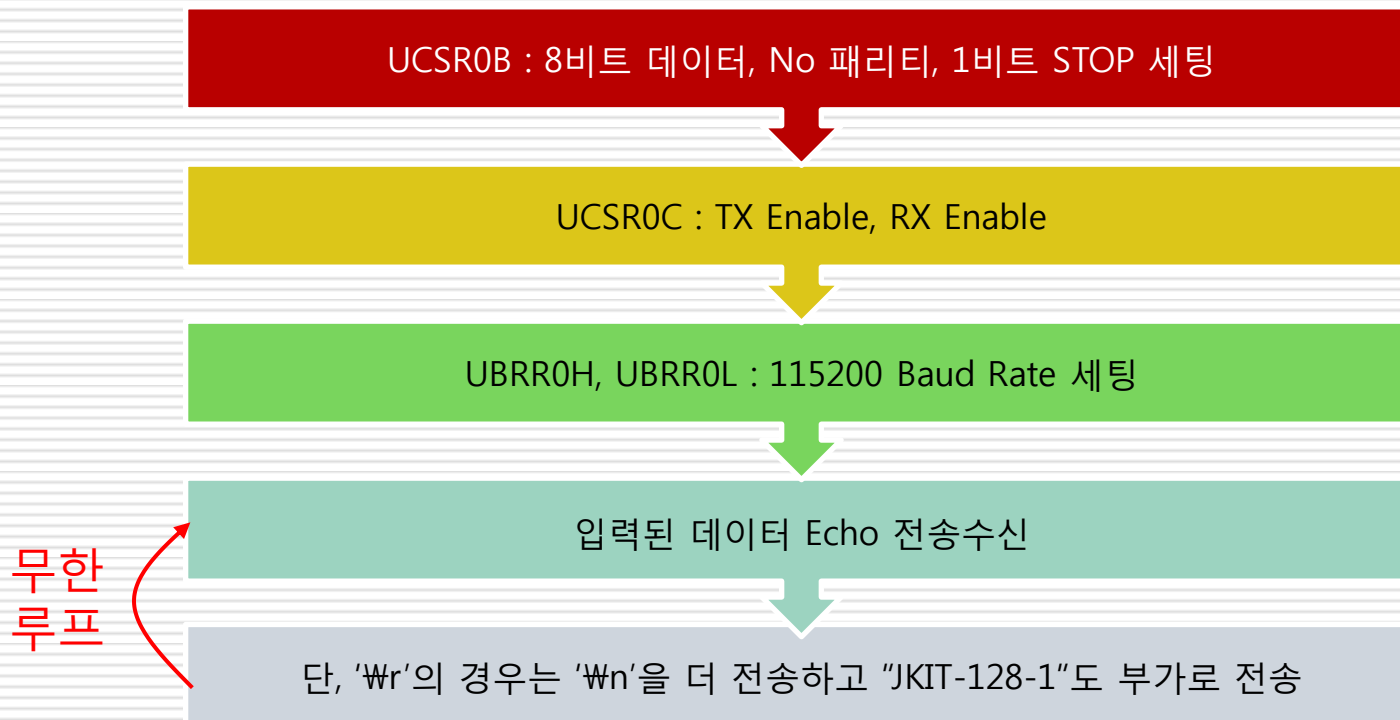 UCSR0B : 8비트 데이터, No 패리티, 1비트 STOP 세팅
UCSR0C : TX Enable, RX Enable
UBRR0H, UBRR0L : 115200 Baud Rate 세팅
입력된 데이터 Echo 전송수신
무한
루프
단, ‘₩r’의 경우는 ‘₩n’을 더 전송하고 “JKIT-128-1”도 부가로 전송